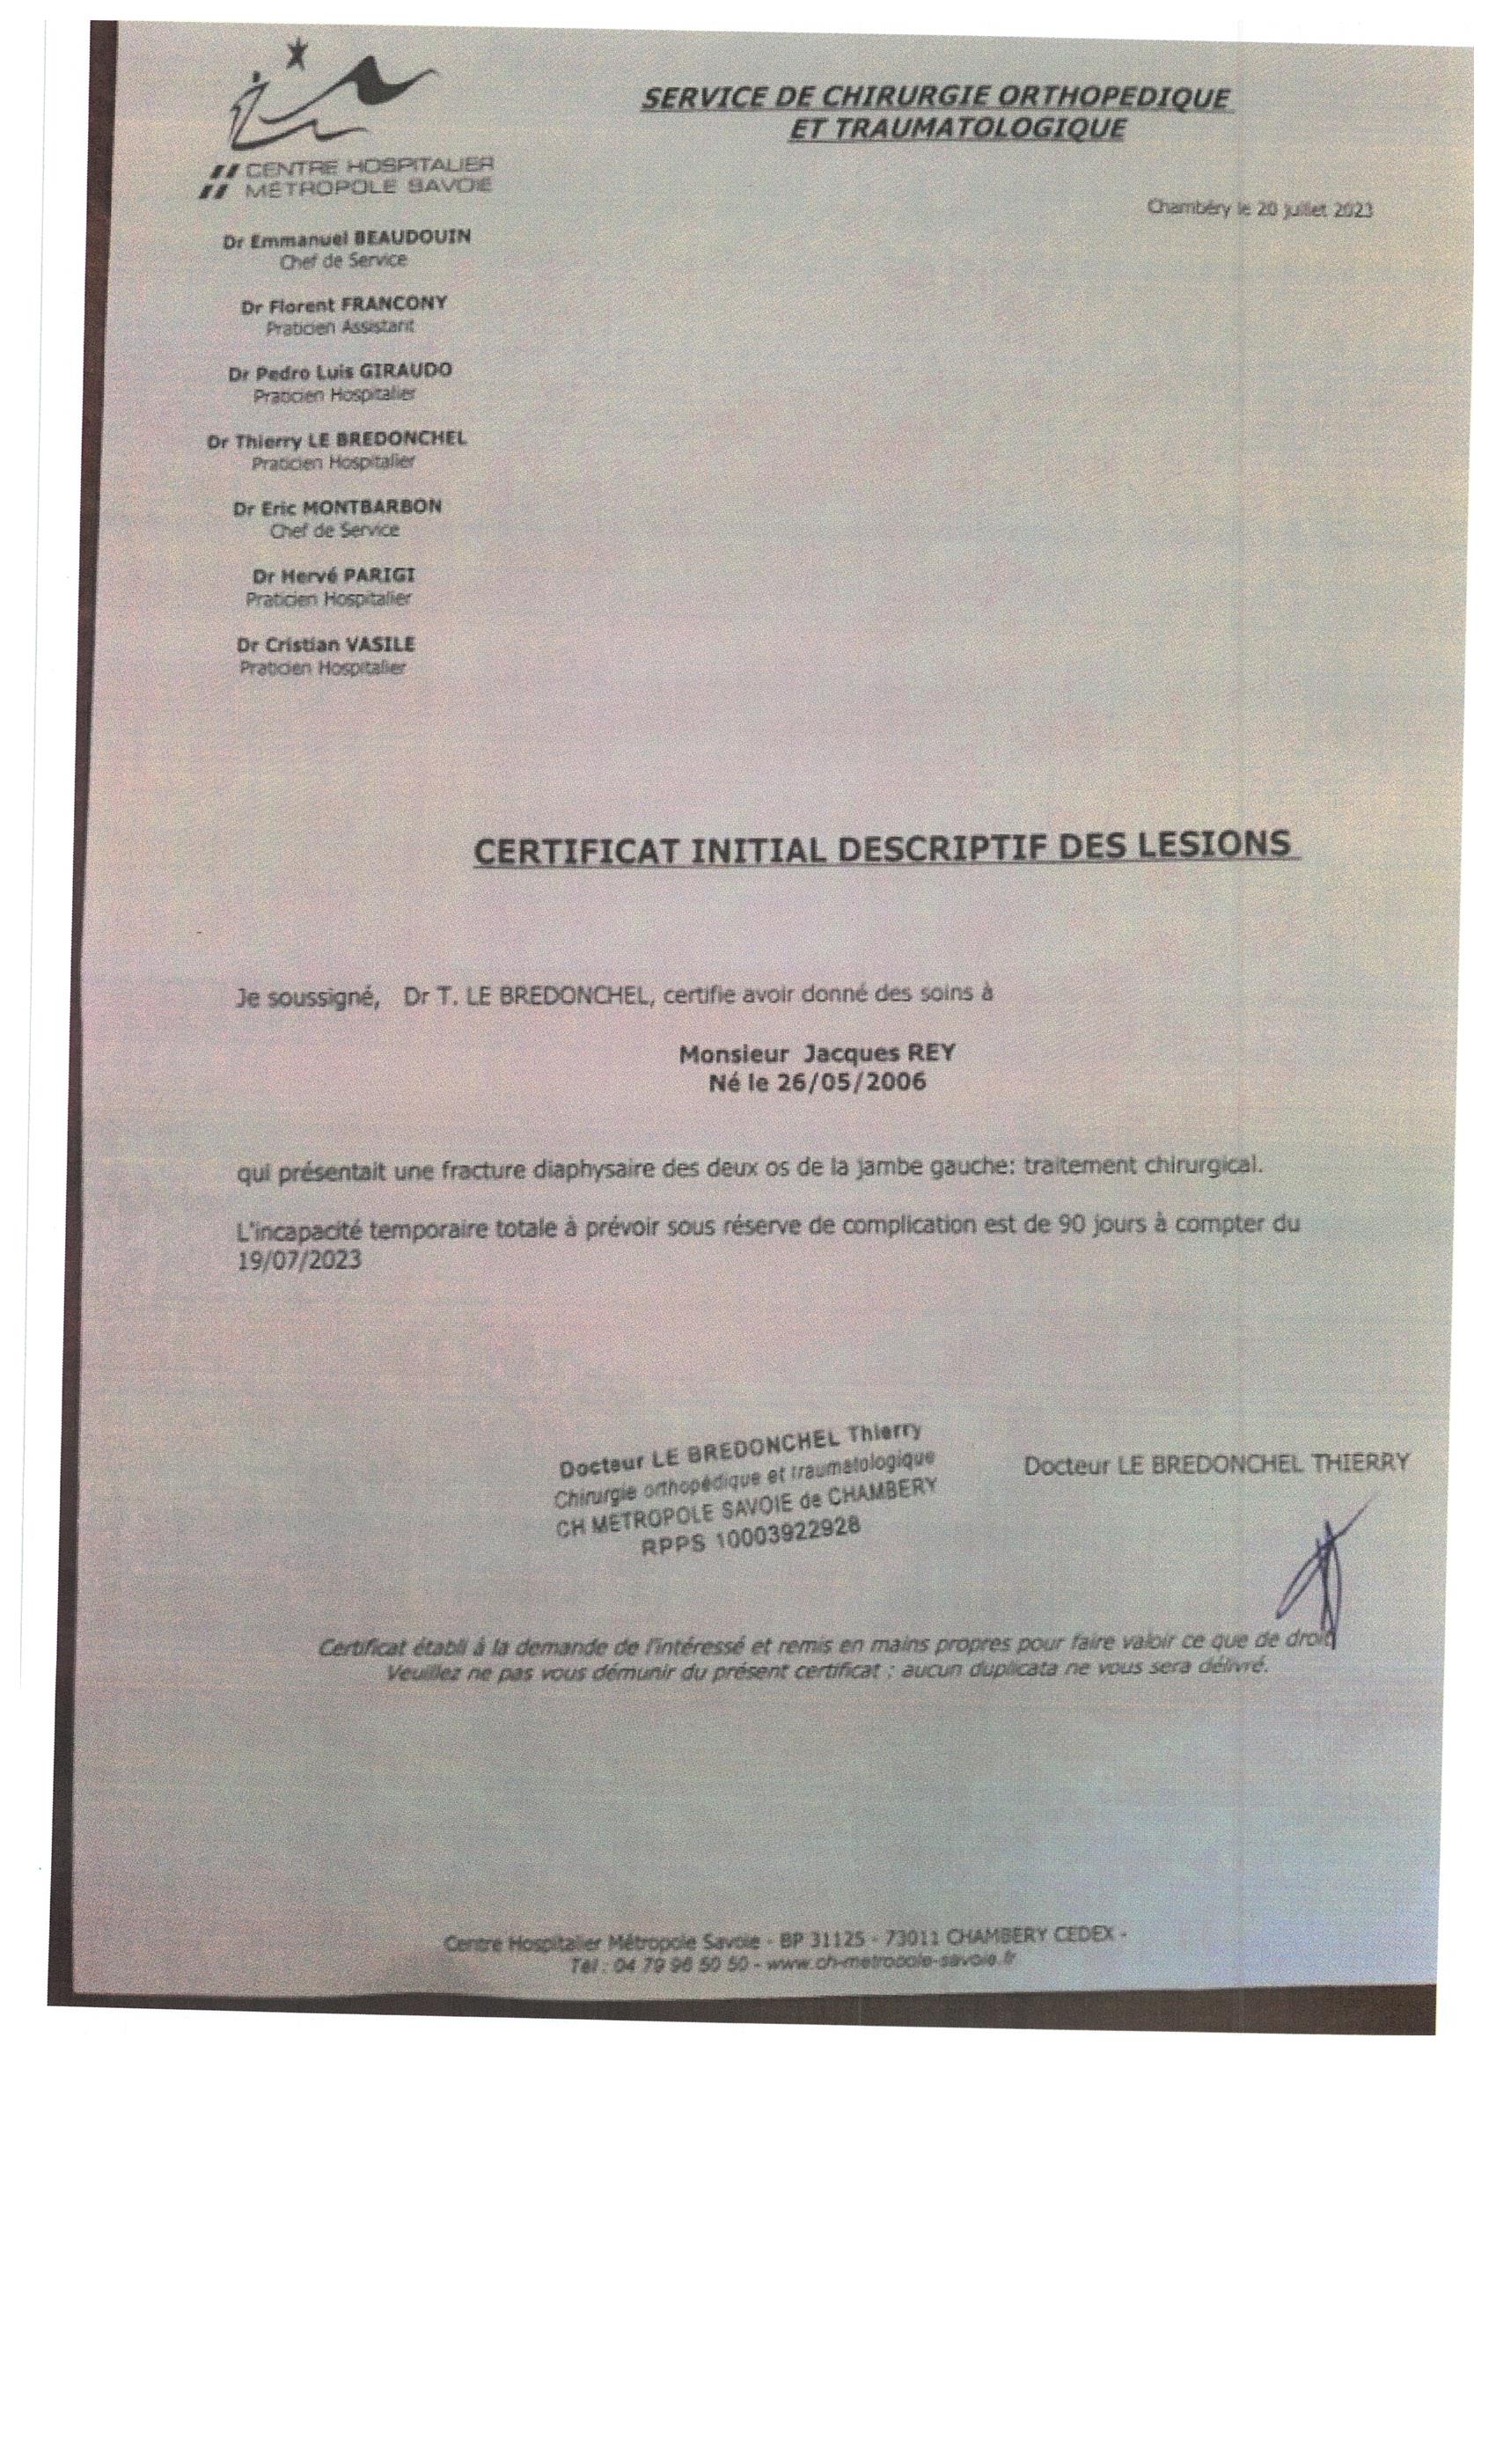 CENTRE HOSPITALIER
METROPOLE SAVOIE
SERVICE DE CHIRURGIE ORTHOPEDIQUE
ET TRAUMATOLOGIQUE
Chambéry le 20 juillet 2023
Dr Emmanuel BEAUDOUIN
Chef de Service
Dr Florent FRANCONY
Praticien Assistant
Dr Pedro Luis GIRAUDO
Praticien Hospitalier
Dr Thierry LE BREDONCHEL
Praticien Hospitalier
Dr Eric MONTBARBON
Chef de Service
Dr Hervé PARIGI
Praticien Hospitalier
Dr Cristian VASILE
Praticien Hospitalier
CERTIFICAT INITIAL DESCRIPTIF DES LESIONS
Je soussigné, Dr T. LE BREDONCHEL, certifie avoir donné des soins à
Monsieur Jacques REY
Né le 26/05/2006
qui présentait une fracture diaphysaire des deux os de la jambe gauche: traitement chirurgical.
L'incapacité temporaire totale à prévoir sous réserve de complication est de 90 jours à compter du
19/07/2023
Docteur LE BREDONCHEL Thierry
Chirurgie orthopédique et traumatologique
CH METROPOLE SAVOIE de CHAMBERY
RPPS 10003922928
Docteur LE BREDONCHEL THIERRY
Certificat établi à la demande de l'intéressé et remis en mains propres pour faire valoir ce que de droit
Veuillez ne pas vous démunir du présent certificat ; aucun duplicata ne vous sera délivré.
Centre Hospitalier Métropole Savoie - BP 31125 - 73011 CHAMBERY CEDEX -
Tél : 04 79 96 50 50 - www.ch-metropole-savoie.fr